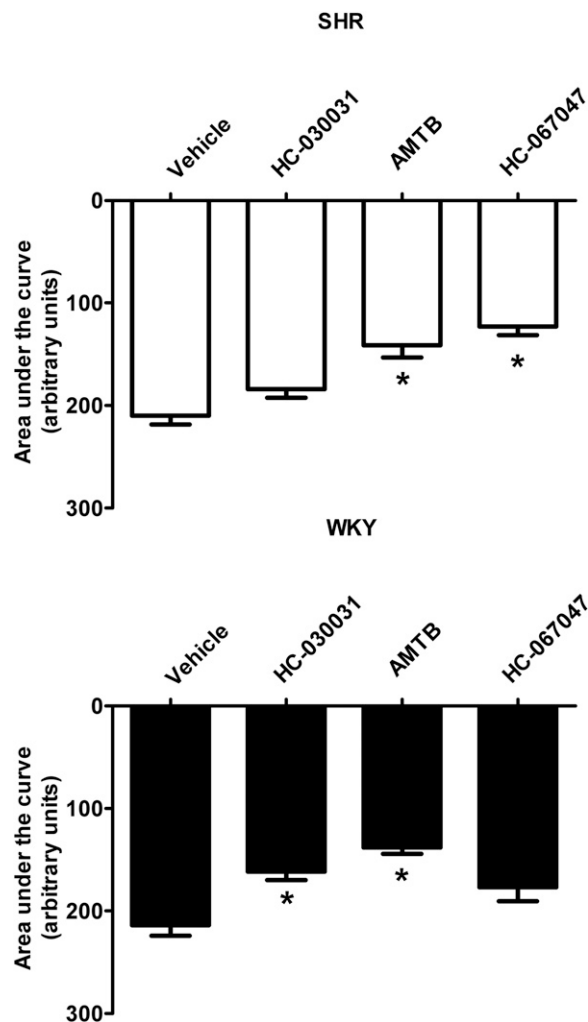 SHR
Vehicle
HC-030031
AMTB
HC-067047
Area under the curve
(arbitrary units)
0
100
200
300
*
*
WKY
Vehicle
HC-030031
AMTB
HC-067047
Area under the curve
(arbitrary units)
0
100
200
300
*
*